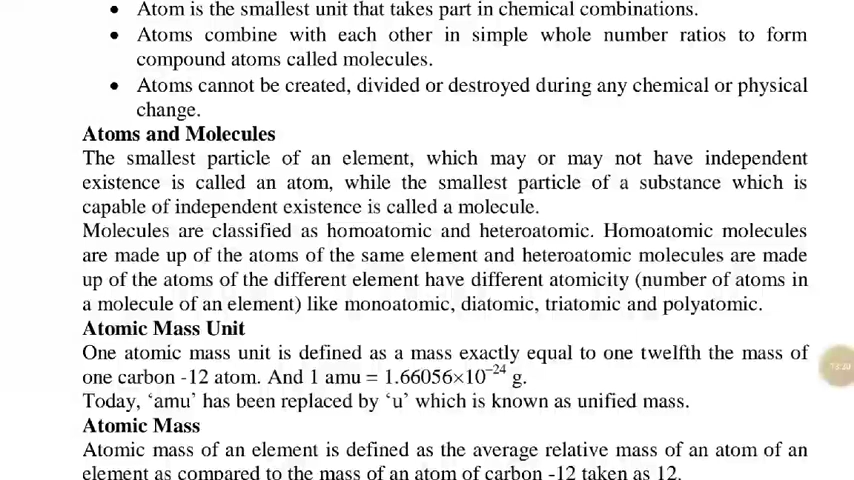 • Atom is the smallest unit that takes part in chemical combinations.
• Atoms combine with each other in simple whole number ratios to form
compound atoms called molecules.
• Atoms cannot be created, divided or destroyed during any chemical or physical
change.
Atoms and Molecules
The smallest particle of an element, which may or may not have independent
existence is called an atom, while the smallest particle of a substance which is
capable of independent existence is called a molecule.
Molecules are classified as homoatomic and heteroatomic. Homoatomic molecules
are made up of the atoms of the same element and heteroatomic molecules are made
up of the atoms of the different element have different atomicity (number of atoms in
a molecule of an element) like monoatomic, diatomic, triatomic and polyatomic.
Atomic Mass Unit
One atomic mass unit is defined as a mass exactly equal to one twelfth the mass of
one carbon -12 atom. And 1 amu = 1.66056×10⁻²⁴ g.
Today, ‘amu’ has been replaced by ‘u’ which is known as unified mass.
Atomic Mass
Atomic mass of an element is defined as the average relative mass of an atom of an
element as compared to the mass of an atom of carbon -12 taken as 12.